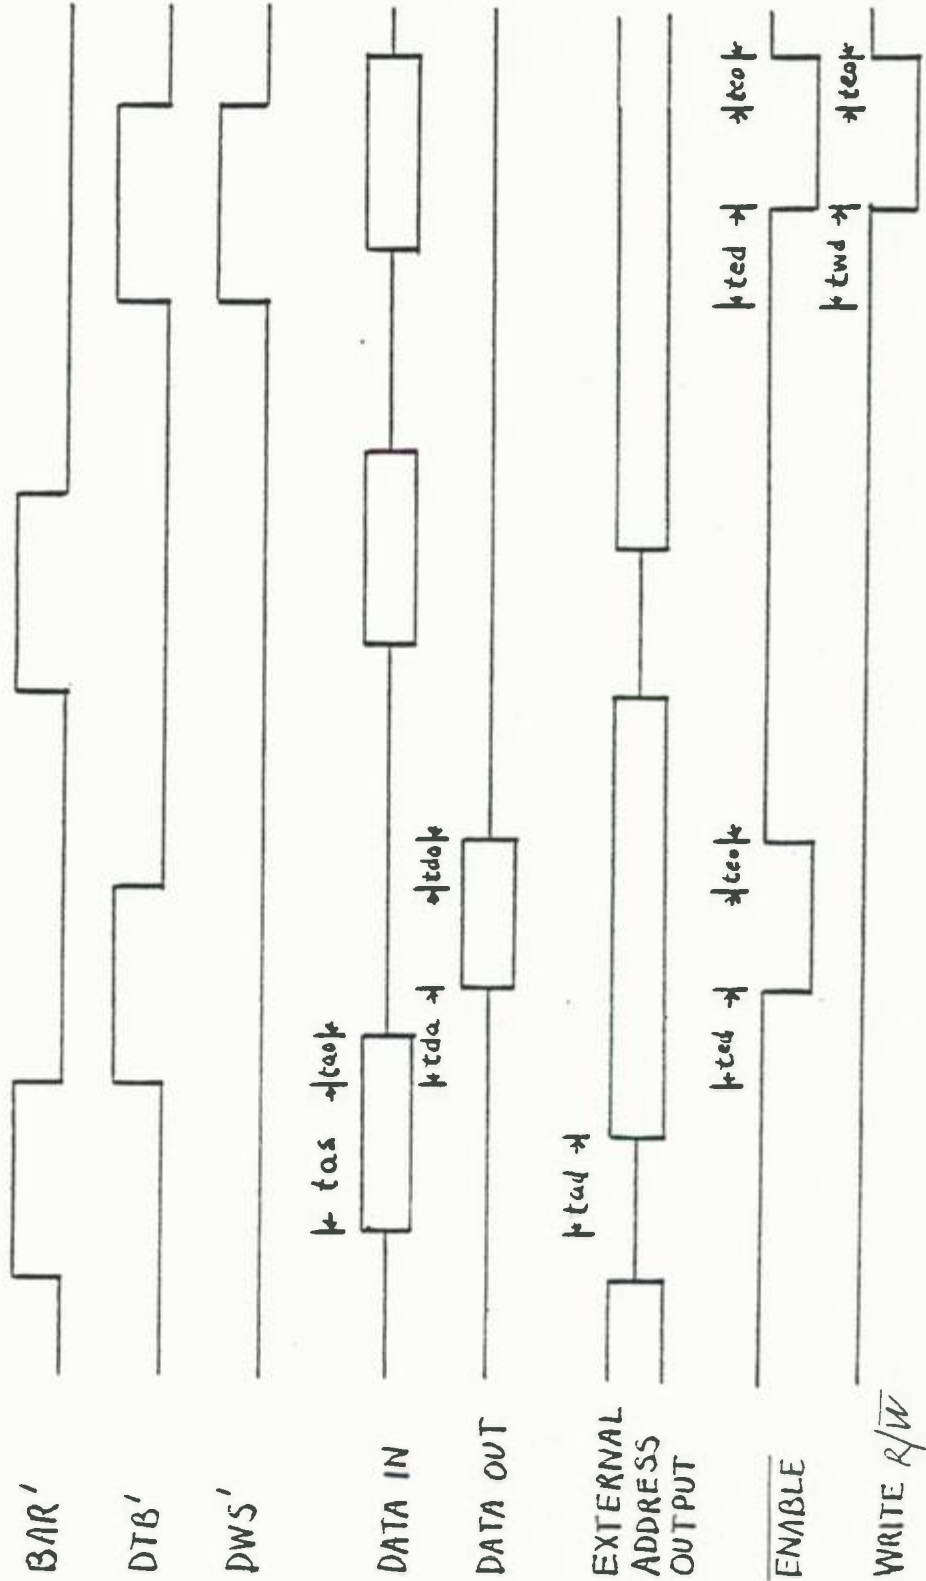 BAR'
DTB'
DWS'
tas
tao
DATA IN
tda
tdo
DATA OUT
tad
EXTERNAL
ADDRESS
OUTPUT
ted
teo
ted
teo
ENABLE
twd
teo
WRITE R/W